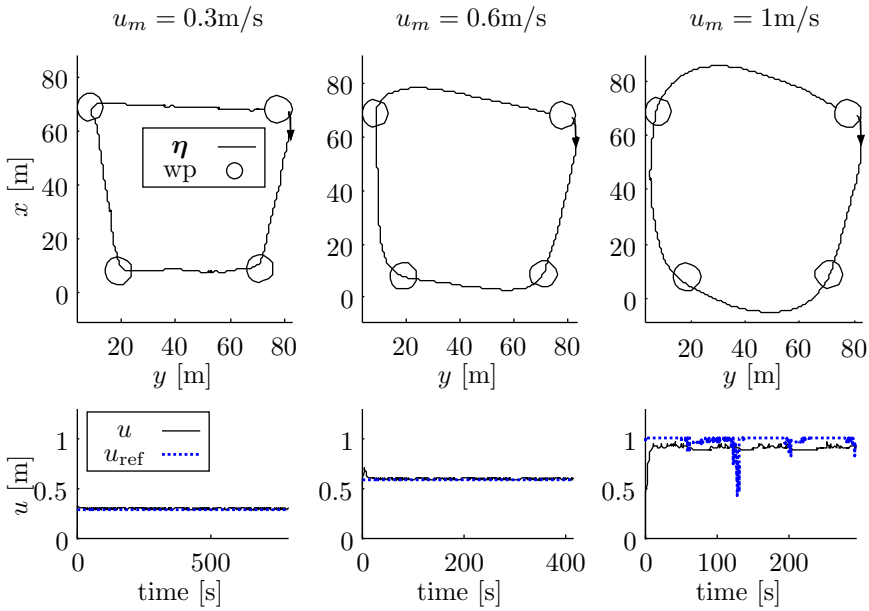 u_m = 0.3m/s
u_m = 0.6m/s
u_m = 1m/s
x [m]
80
60
40
20
0
η
wp
20 40 60 80
y [m]
80
60
40
20
0
20 40 60 80
y [m]
80
60
40
20
0
20 40 60 80
y [m]
u [m]
1
0.5
0
u
u_ref
0 500
time [s]
1
0.5
0
0 200 400
time [s]
1
0.5
0
0 100 200
time [s]